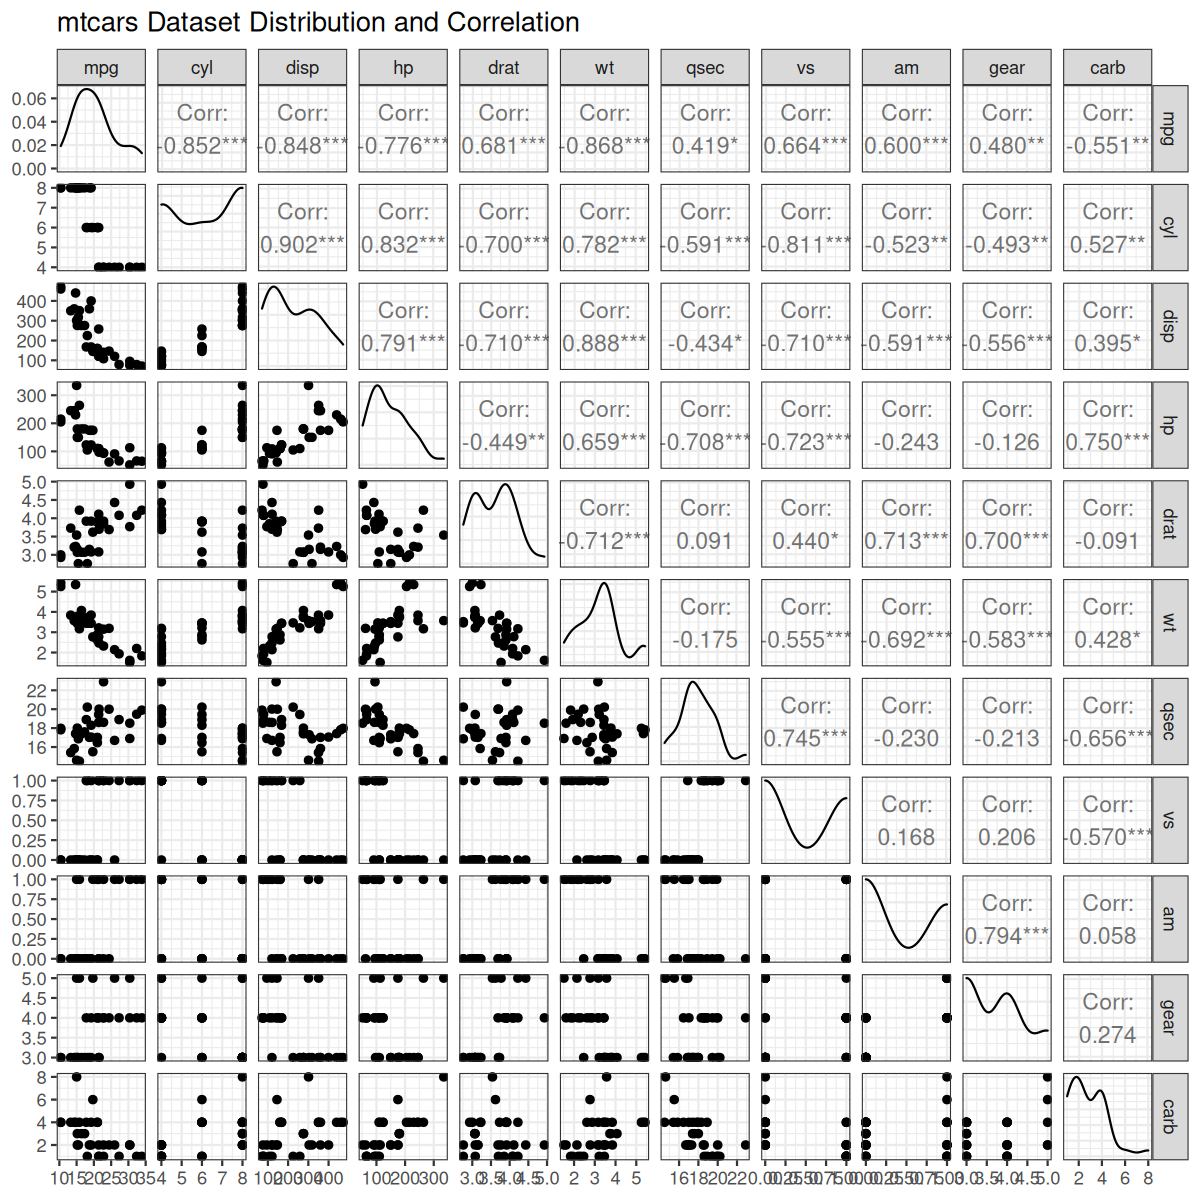 mtcars Dataset Distribution and Correlation
mpg cyl disp hp drat wt qsec vs am gear carb
Corr: Corr: Corr: Corr: Corr: Corr: Corr: Corr: Corr: Corr:
-0.852*** -0.848*** -0.776*** 0.681*** -0.868*** 0.419* 0.664*** 0.600*** 0.480** -0.551**
0.06
0.04
0.02
0.00
mpg
Corr: Corr: Corr: Corr: Corr: Corr: Corr: Corr: Corr:
0.902*** 0.832*** -0.700*** 0.782*** -0.591*** -0.811*** -0.523** -0.493** 0.527**
8
7
6
5
4
cyl
Corr: Corr: Corr: Corr: Corr: Corr: Corr: Corr:
0.791*** -0.710*** 0.888*** -0.434* -0.710*** -0.591*** -0.556*** 0.395*
400
300
200
100
disp
Corr: Corr: Corr: Corr: Corr: Corr: Corr:
-0.449** 0.659*** -0.708*** -0.723*** -0.243 -0.126 0.750***
300
200
100
hp
Corr: Corr: Corr: Corr: Corr: Corr:
-0.712*** 0.091 0.440* 0.713*** 0.700*** -0.091
5.0
4.5
4.0
3.5
3.0
drat
Corr: Corr: Corr: Corr: Corr:
-0.175 -0.555*** -0.692*** -0.583*** 0.428*
5
4
3
2
wt
Corr: Corr: Corr: Corr:
0.745*** -0.230 -0.213 -0.656***
22
20
18
16
qsec
Corr: Corr: Corr:
0.168 0.206 -0.570***
1.00
0.75
0.50
0.25
0.00
vs
Corr: Corr:
0.794*** 0.058
1.00
0.75
0.50
0.25
0.00
am
Corr:
0.274
5.0
4.5
4.0
3.5
3.0
gear
8
6
4
2
carb
10 15 20 25 30 35 4 5 6 7 8 100 200 300 400 100 200 300 3.0 3.5 4.0 4.5 5.0 2 3 4 5 16 18 20 22 0.00 0.25 0.50 0.75 1.00 0.00 0.25 0.50 0.75 1.00 3.0 3.5 4.0 4.5 5.0 2 4 6 8